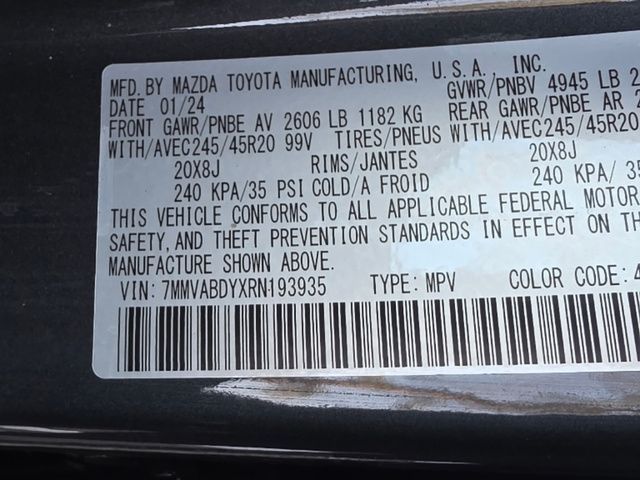 MFD. BY MAZDA TOYOTA MANUFACTURING, U.S.A. INC.
DATE 01/24 GVWR/PNBV 4945 LB
FRONT GAWR/PNBE AV 2606 LB 1182 KG REAR GAWR/PNBE AR
WITH/AVEC245/45R20 99V TIRES/PNEUS WITH/AVEC245/45R20
20X8J RIMS/JANTES 20X8J
240 KPA/35 PSI COLD/A FROID 240 KPA/ 35
THIS VEHICLE CONFORMS TO ALL APPLICABLE FEDERAL MOTOR
SAFETY, AND THEFT PREVENTION STANDARDS IN EFFECT ON
MANUFACTURE SHOWN ABOVE.
VIN: 7MMVABDYXRN193935 TYPE: MPV COLOR CODE: